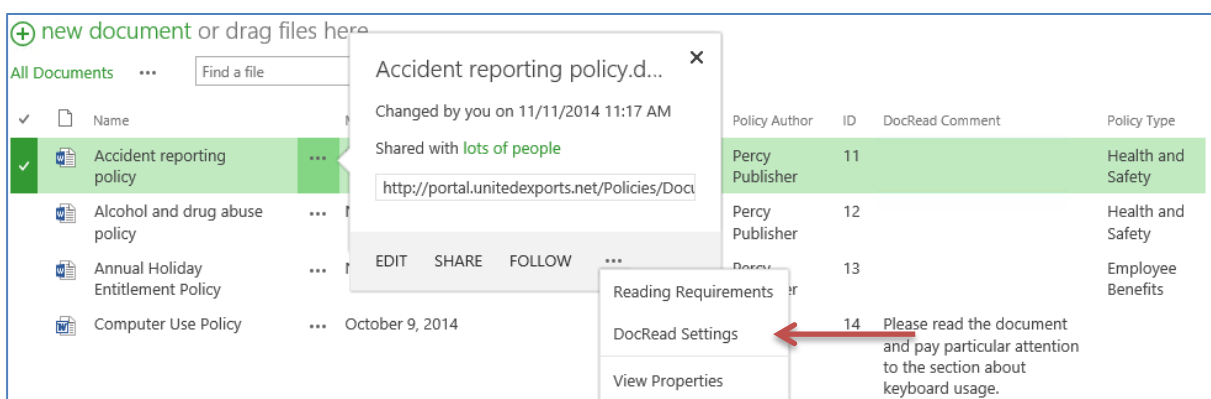 new document or drag files here
All Documents ••• Find a file
Accident reporting policy.d...
Changed by you on 11/11/2014 11:17 AM
Shared with lots of people
http://portal.unitedexports.net/Policies/Docu
EDIT SHARE FOLLOW •••
Reading Requirements
DocRead Settings
View Properties
Name Policy Author ID DocRead Comment Policy Type
Accident reporting ••• Percy 11 Health and
policy Publisher Safety
Alcohol and drug abuse ••• Percy 12 Health and
policy Publisher Safety
Annual Holiday ••• Percy 13 Employee
Entitlement Policy Benefits
Computer Use Policy ••• October 9, 2014 14 Please read the document
and pay particular attention
to the section about
keyboard usage.